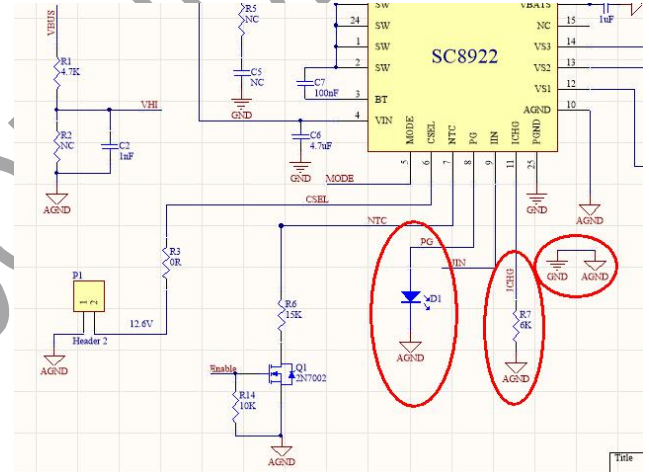 SW
VBATS
R5
NC
1uF
24
SW
NC
15
VBUS
1
SW
VS3
14
SC8922
R1
4.7K
2
SW
VS2
13
C5
NC
C7
100nF
VS1
12
3
BT
AGND
10
VHI
GND
4
VIN
R2
NC
C2
1uF
C6
4.7uF
MODE
CSEL
NTC
PG
IIN
ICHG
PGND
5
6
7
8
9
11
25
GND
MODE
AGND
CSEL
GND
AGND
NTC
PG
R3
0R
IIN
P1
ICHG
GND
AGND
1
2
D1
R6
15K
R7
6K
12.6V
Header 2
AGND
AGND
Enable
Q1
2N7002
AGND
R14
10K
AGND
Title